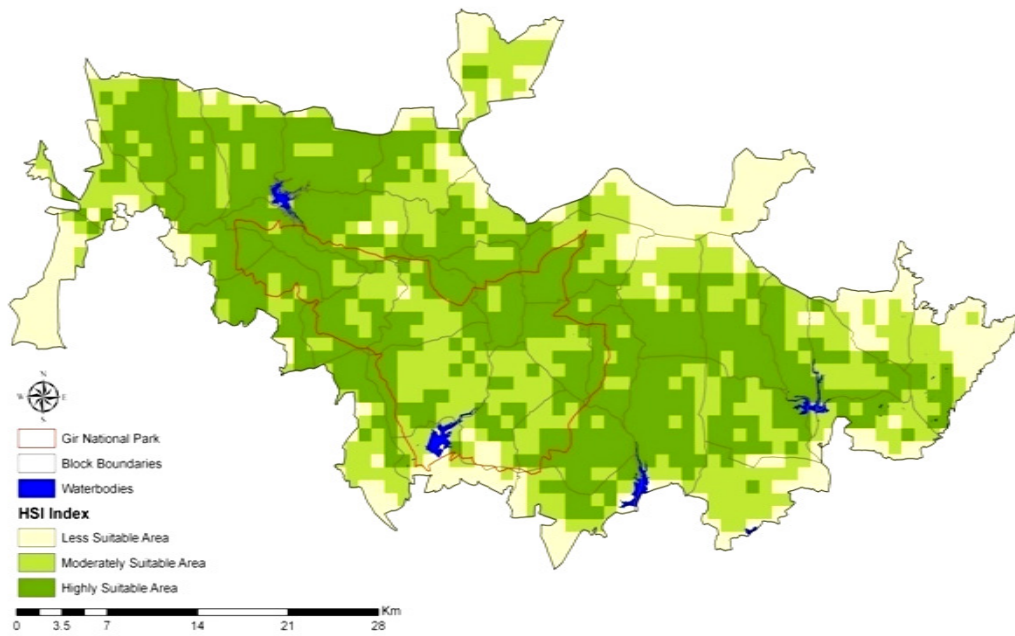 N
W E
Gir National Park
Block Boundaries
Waterbodies
HSI Index
Less Suitable Area
Moderately Suitable Area
Highly Suitable Area
Km
0 3.5 7 14 21 28